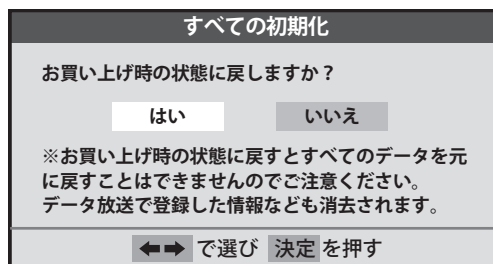 すべての初期化
お買い上げ時の状態に戻しますか？
はい いいえ
※お買い上げ時の状態に戻すとすべてのデータを元
に戻すことはできませんのでご注意ください。
データ放送で登録した情報なども消去されます。
⬅➡ で選び 決定 を押す